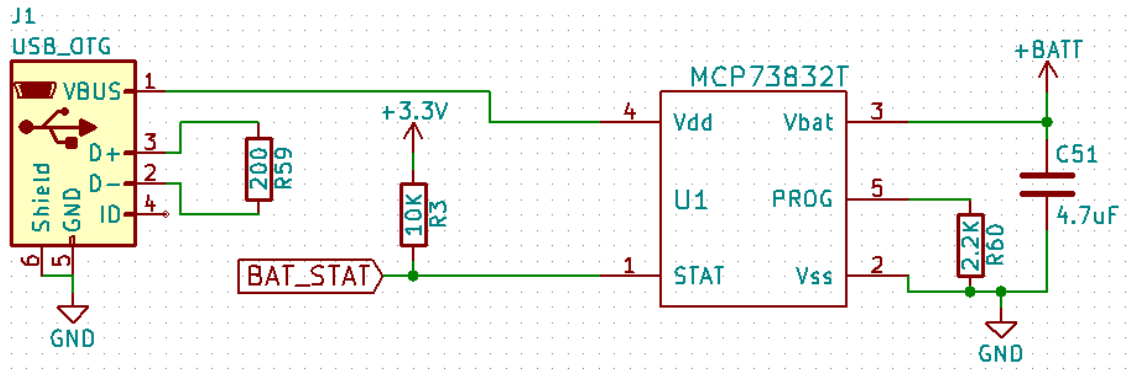 J1
USB_OTG
VBUS 1
D+ 3
D- 2
ID 4
Shield
GND
6
5
GND
200
R59
+3.3V
10K
R3
BAT_STAT
MCP73832T
4 Vdd
Vbat 3
U1
PROG 5
1 STAT
Vss 2
+BATT
C51
4.7uF
2.2K
R60
GND